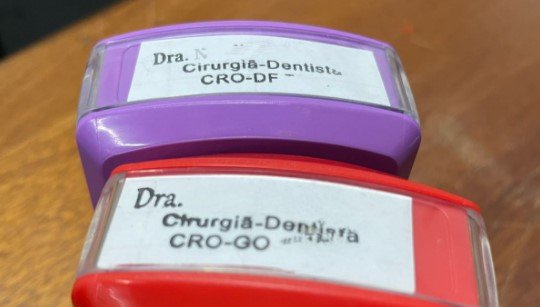 Dra.
Cirurgiã-Dentista
CRO-DF
Dra.
Cirurgiã-Dentista
CRO-GO